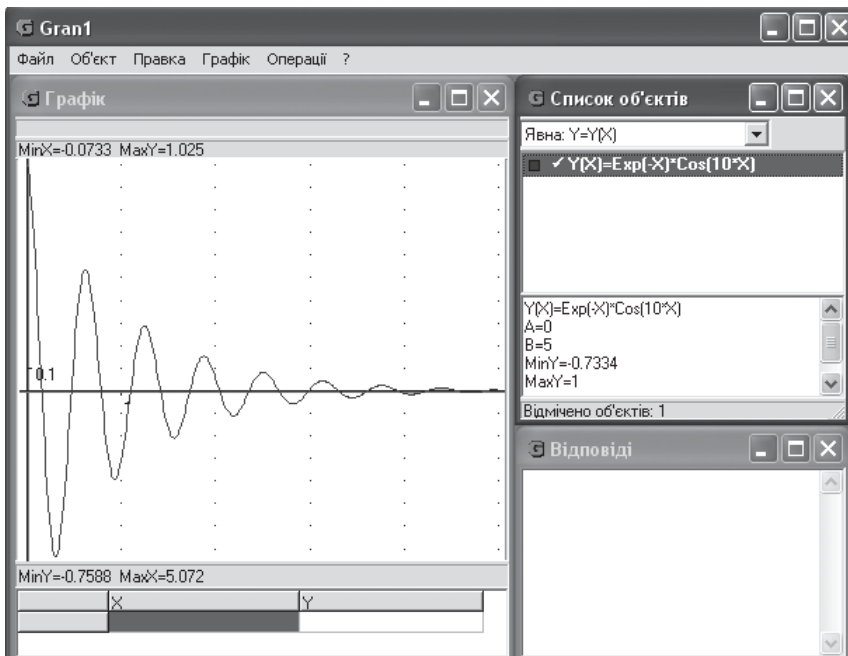 Gran1
Файл Об'єкт Правка Графік Операції ?
Графік
MinX=-0.0733 MaxY=1.025
0.1
MinY=-0.7588 MaxX=5.072
X Y
Список об'єктів
Явна: Y=Y(X)
✓ Y(X)=Exp(-X)*Cos(10*X)
Y(X)=Exp(-X)*Cos(10*X)
A=0
B=5
MinY=-0.7334
MaxY=1
Відмічено об'єктів: 1
Відповіді